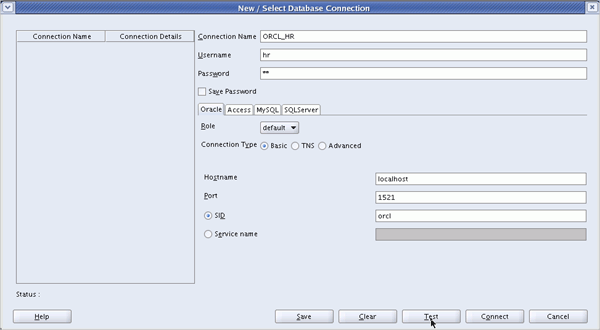 New / Select Database Connection
Connection Name Connection Details
Connection Name ORCL_HR
Username hr
Password **
Save Password
Oracle Access MySQL SQLServer
Role default
Connection Type Basic TNS Advanced
Hostname localhost
Port 1521
SID orcl
Service name
Status :
Help Save Clear Test Connect Cancel